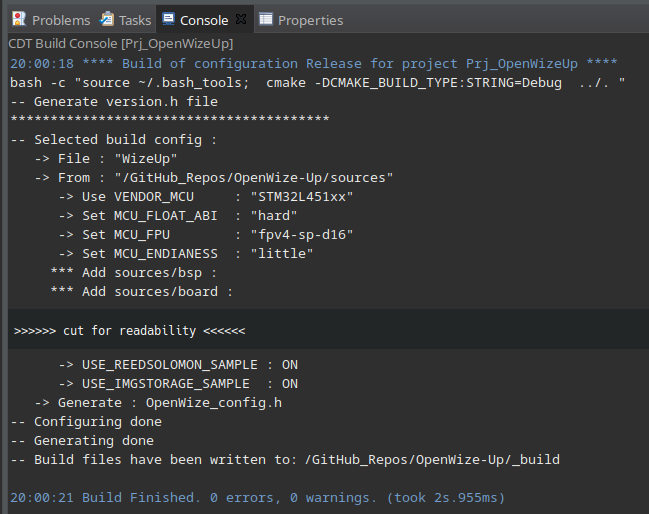 Problems Tasks Console Properties
CDT Build Console [Prj_OpenWizeUp]
20:00:18 **** Build of configuration Release for project Prj_OpenWizeUp ****
bash -c "source ~/.bash_tools;  cmake -DCMAKE_BUILD_TYPE:STRING=Debug  ../. "
-- Generate version.h file
****************************************
-- Selected build config :
   -> File : "WizeUp"
   -> From : "/GitHub_Repos/OpenWize-Up/sources"
      -> Use VENDOR_MCU     : "STM32L451xx"
      -> Set MCU_FLOAT_ABI  : "hard"
      -> Set MCU_FPU        : "fpv4-sp-d16"
      -> Set MCU_ENDIANESS  : "little"
     *** Add sources/bsp :
     *** Add sources/board :
>>>>>> cut for readability <<<<<<
      -> USE_REEDSOLOMON_SAMPLE : ON
      -> USE_IMGSTORAGE_SAMPLE  : ON
   -> Generate : OpenWize_config.h
-- Configuring done
-- Generating done
-- Build files have been written to: /GitHub_Repos/OpenWize-Up/_build
20:00:21 Build Finished. 0 errors, 0 warnings. (took 2s.955ms)